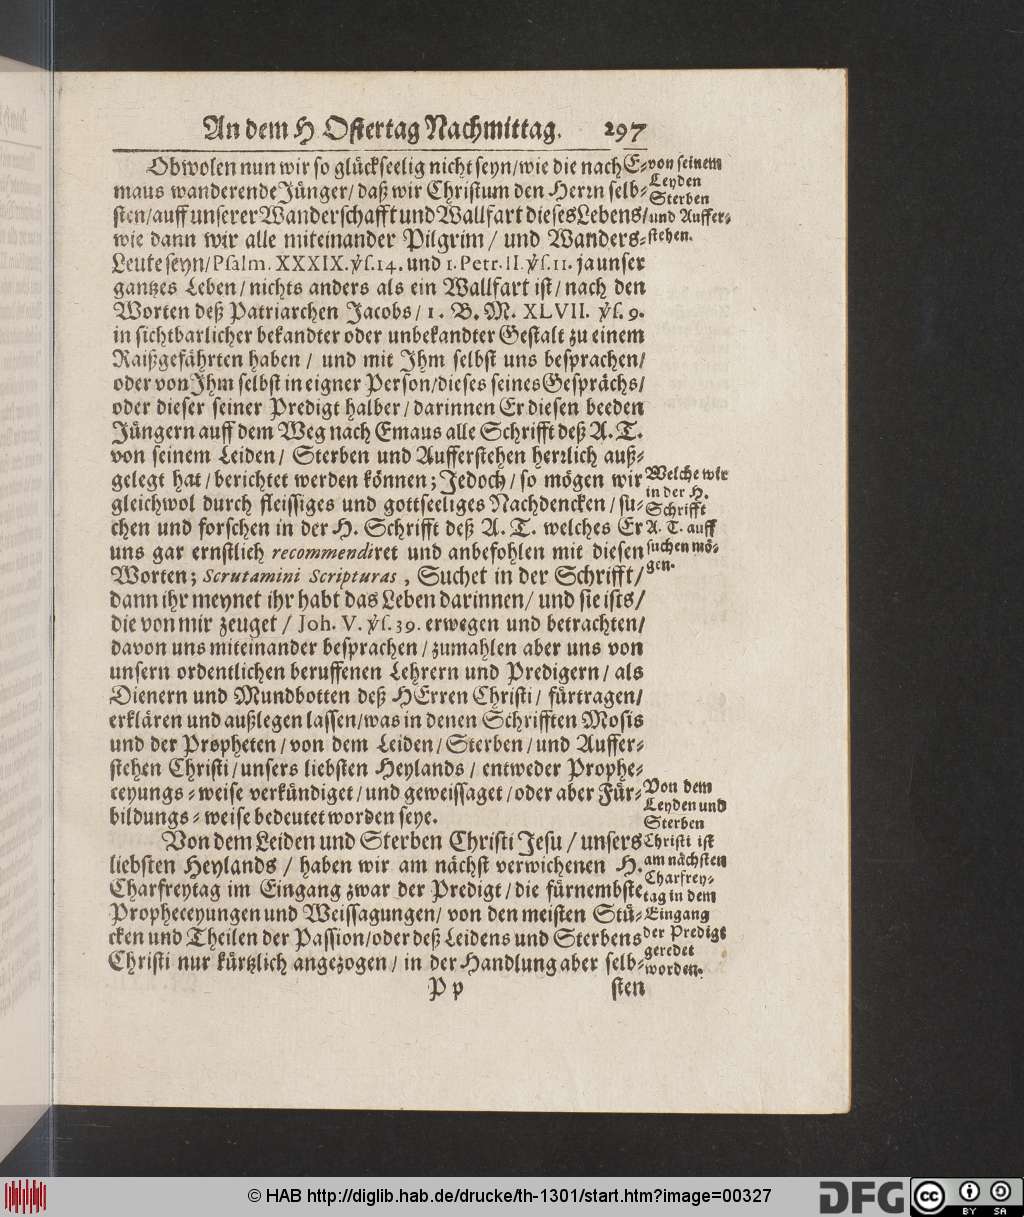 An dem H Ostertag Nachmittag. 297
Obwolen nun wir so glückseelig nicht seyn/wie die nach E-
maus wanderende Jünger/ daß wir Christum den Herrn selb-
sten/auff unserer Wanderschafft und Wallfart dieses Lebens/
wie dann wir alle miteinander Pilgrim/ und Wanders-
Leute seyn/Psalm. XXXIX. vs. 14. und 1. Petr. II. vs. 11. ja unser
gantzes Leben/nichts anders als ein Wallfart ist/nach den
Worten deß Patriarchen Jacobs/ 1. B. M. XLVII. vs. 9.
in sichtbarlicher bekandter oder unbekandter Gestalt zu einem
Raißgefährten haben/ und mit Ihm selbst uns besprachen/
oder von Ihm selbst in eigner Person/dieses seines Gesprächs/
oder dieser seiner Predigt halber/darinnen Er diesen beeden
Jüngern auff dem Weg nach Emaus alle Schrifft deß A. T.
von seinem Leiden/ Sterben und Aufferstehen herrlich auß-
gelegt hat/berichtet werden können; Jedoch/so mögen wir
gleichwol durch fleissiges und gottseeliges Nachdencken/su-
chen und forschen in der H. Schrifft deß A. T. welches Er
uns gar ernstlich recommendiret und anbefohlen mit diesen
Worten; Scrutamini Scripturas, Suchet in der Schrifft/
dann ihr meynet ihr habt das Leben darinnen/ und sie ists/
die von mir zeuget/ Joh. V. vs. 39. erwegen und betrachten/
davon uns miteinander besprachen/zumahlen aber uns von
unsern ordentlichen beruffenen Lehrern und Predigern/als
Dienern und Mundbotten deß HErren Christi/ fürtragen/
erklären und außlegen lassen/was in denen Schrifften Mosis
und der Propheten/von dem Leiden/Sterben/und Auffer-
stehen Christi/unsers liebsten Heylands/ entweder Prophe-
ceyungs-weise verkündiget/und geweissaget/oder aber Für-
bildungs-weise bedeutet worden seye.
Von dem Leiden und Sterben Christi Jesu/unsers
liebsten Heylands/ haben wir am nächst verwichenen H.
Charfreytag im Eingang zwar der Predigt/die fürnembste
Propheceyungen und Weissagungen/ von den meisten Stü-
cken und Theilen der Passion/oder deß Leidens und Sterbens
Christi nur kürtzlich angezogen/ in der Handlung aber selb-
P p sten
von seinem
Leyden
Sterben
und Auffer-
stehen.
Welche wir
in der H.
Schrifft
A. T. auff
suchen mö-
gen.
Von dem
Leyden und
Sterben
Christi ist
am nächsten
Charfrey-
tag in dem
Eingang
der Predigt
geredet
worden.
© HAB http://diglib.hab.de/drucke/th-1301/start.htm?image=00327
DFG
cc BY SA